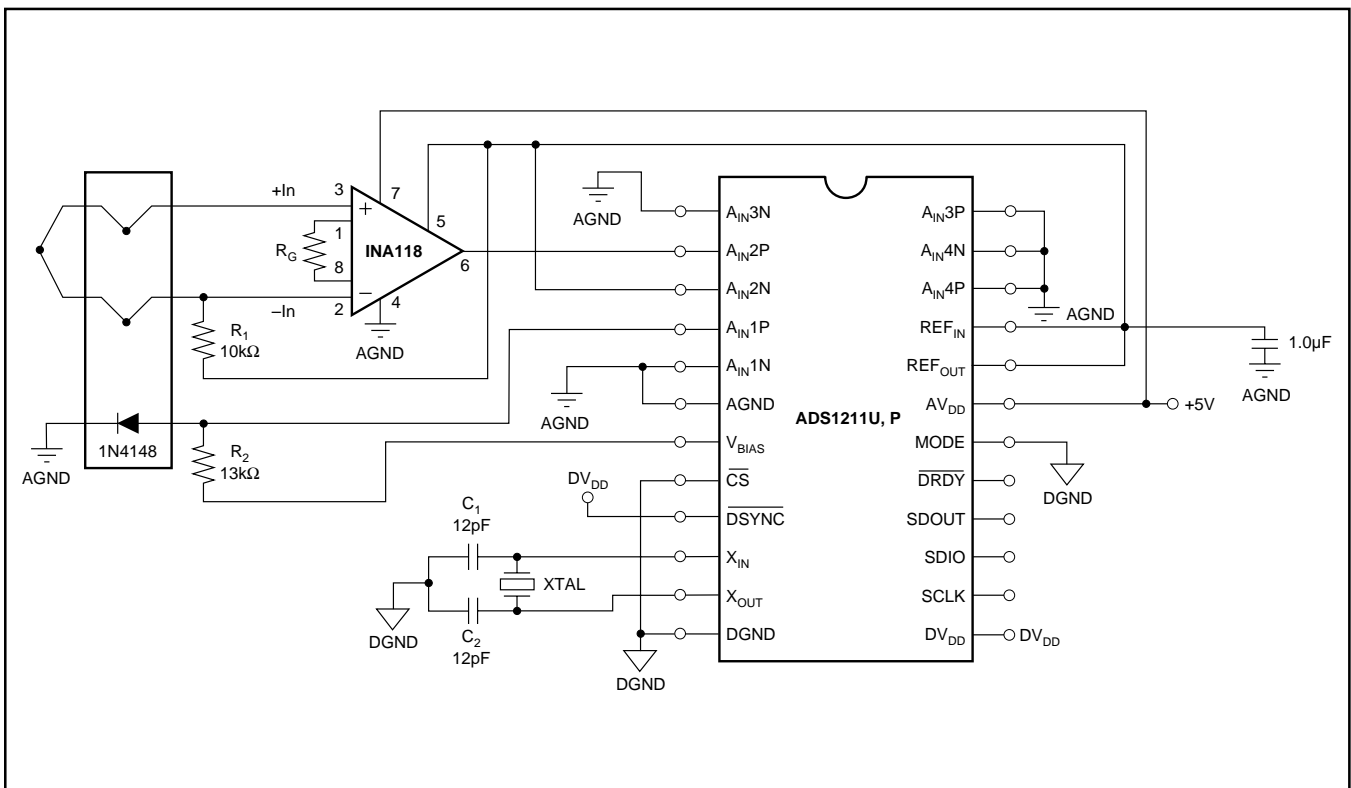 +In
3
7
+
1
5
R_G
INA118
8
6
−
−In
2
4
R1
10kΩ
AGND
AGND
1N4148
R2
13kΩ
AGND
AGND
DVDD
C1
12pF
XTAL
DGND
C2
12pF
DGND
AIN3N
AIN2P
AIN2N
AIN1P
AIN1N
AGND
VBIAS
CS
DSYNC
XIN
XOUT
DGND
ADS1211U, P
AIN3P
AIN4N
AIN4P
AGND
REFIN
REFOUT
AVDD
MODE
DRDY
SDOUT
SDIO
SCLK
DVDD
DVDD
1.0µF
AGND
+5V
DGND